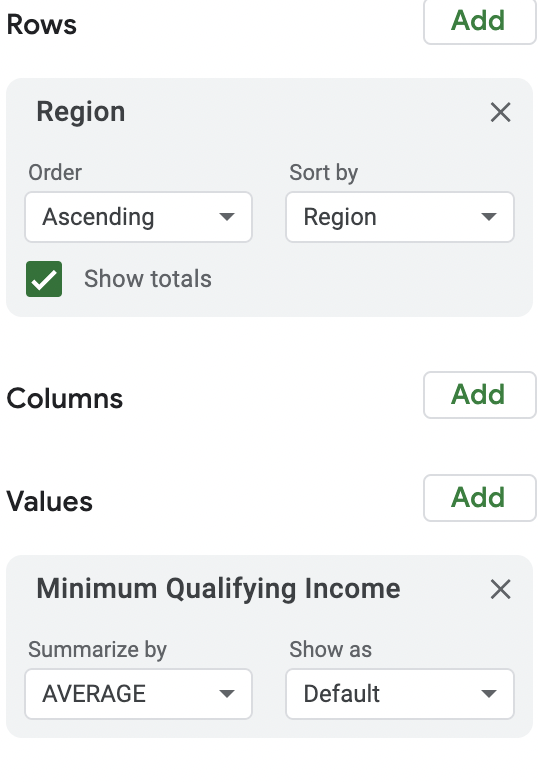 Rows Add
Region
Order Sort by
Ascending Region
Show totals
Columns Add
Values Add
Minimum Qualifying Income
Summarize by Show as
AVERAGE Default